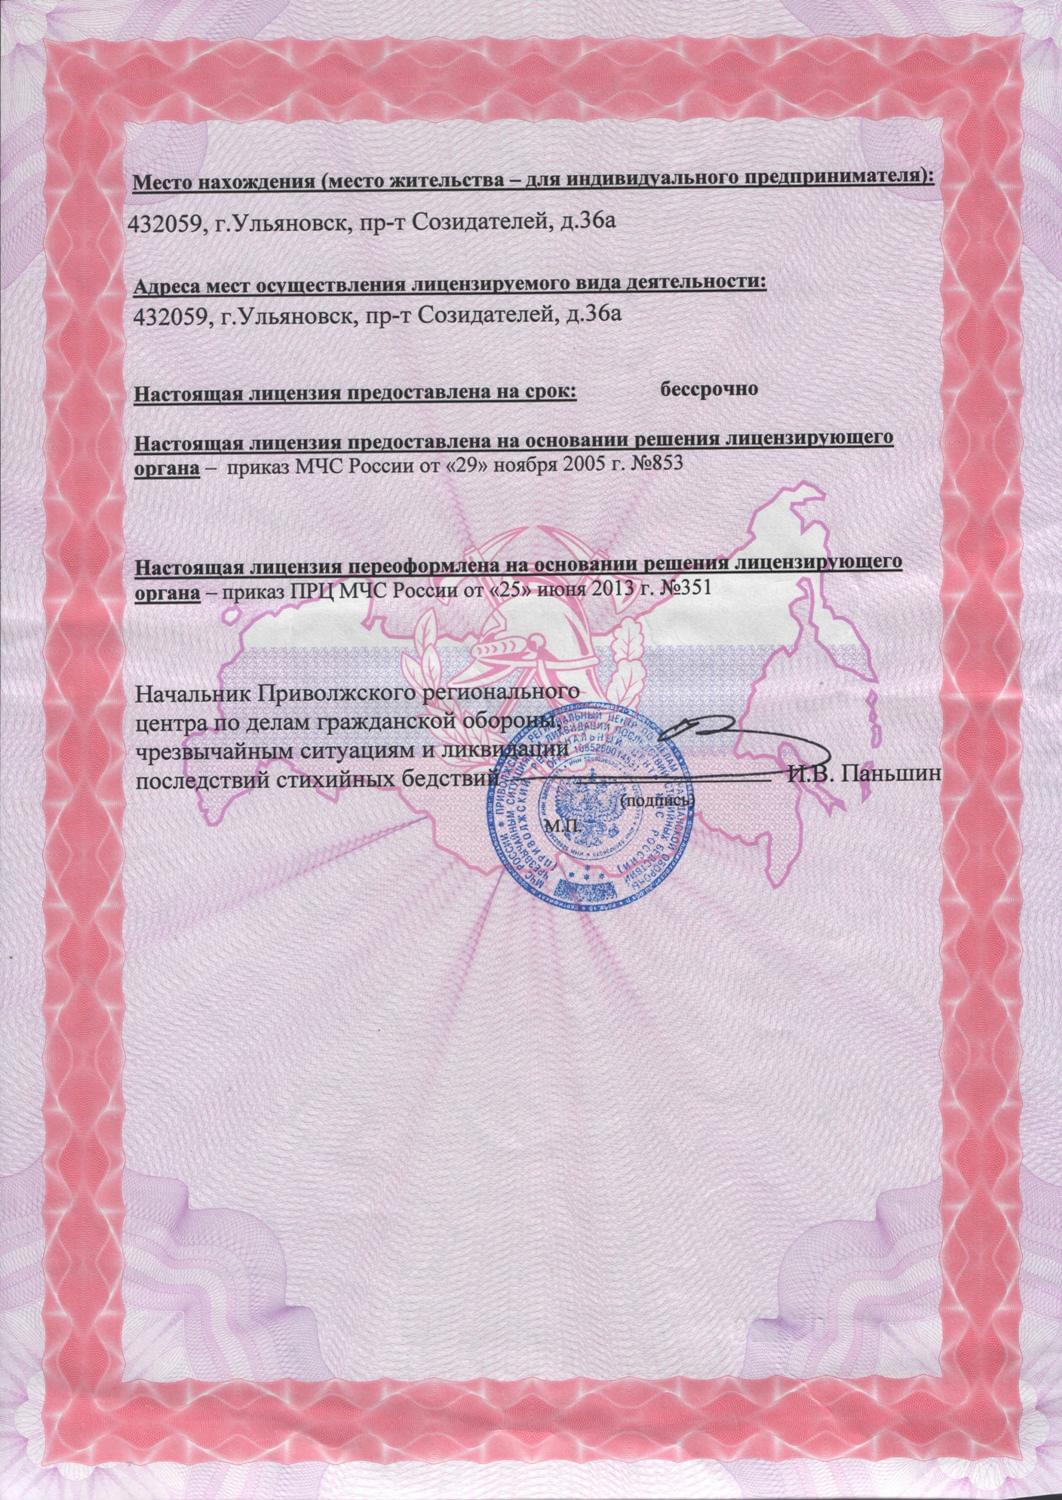 Место нахождения (место жительства – для индивидуального предпринимателя):
432059, г.Ульяновск, пр-т Созидателей, д.36а
Адреса мест осуществления лицензируемого вида деятельности:
432059, г.Ульяновск, пр-т Созидателей, д.36а
Настоящая лицензия предоставлена на срок: бессрочно
Настоящая лицензия предоставлена на основании решения лицензирующего
органа – приказ МЧС России от «29» ноября 2005 г. №853
Настоящая лицензия переоформлена на основании решения лицензирующего
органа – приказ ПРЦ МЧС России от «25» июня 2013 г. №351
Начальник Приволжского регионального
центра по делам гражданской обороны,
чрезвычайным ситуациям и ликвидации
последствий стихийных бедствий И.В. Паньшин
(подпись)
М.П.